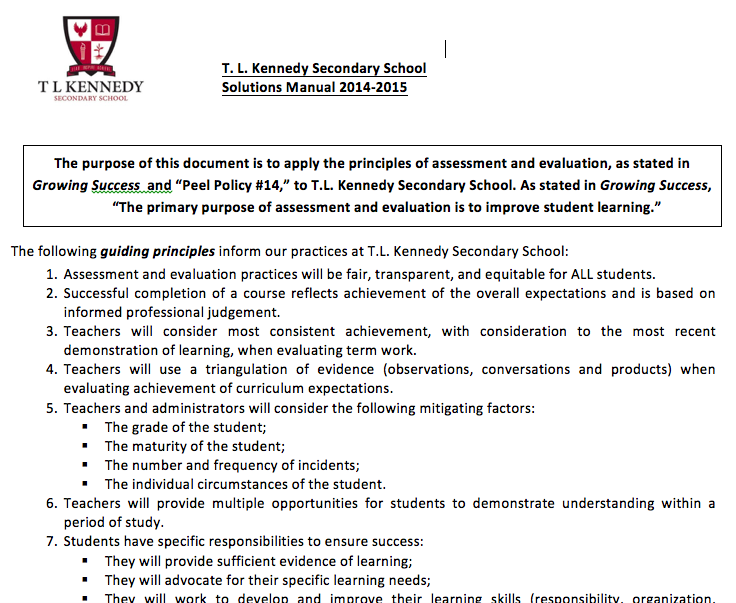 T. L. Kennedy Secondary School
Solutions Manual 2014-2015
T L KENNEDY
SECONDARY SCHOOL
The purpose of this document is to apply the principles of assessment and evaluation, as stated in
Growing Success and “Peel Policy #14,” to T.L. Kennedy Secondary School. As stated in Growing Success,
“The primary purpose of assessment and evaluation is to improve student learning.”
The following guiding principles inform our practices at T.L. Kennedy Secondary School:
1. Assessment and evaluation practices will be fair, transparent, and equitable for ALL students.
2. Successful completion of a course reflects achievement of the overall expectations and is based on
informed professional judgement.
3. Teachers will consider most consistent achievement, with consideration to the most recent
demonstration of learning, when evaluating term work.
4. Teachers will use a triangulation of evidence (observations, conversations and products) when
evaluating achievement of curriculum expectations.
5. Teachers and administrators will consider the following mitigating factors:
▪ The grade of the student;
▪ The maturity of the student;
▪ The number and frequency of incidents;
▪ The individual circumstances of the student.
6. Teachers will provide multiple opportunities for students to demonstrate understanding within a
period of study.
7. Students have specific responsibilities to ensure success:
▪ They will provide sufficient evidence of learning;
▪ They will advocate for their specific learning needs;
▪ They will work to develop and improve their learning skills (responsibility, organization,